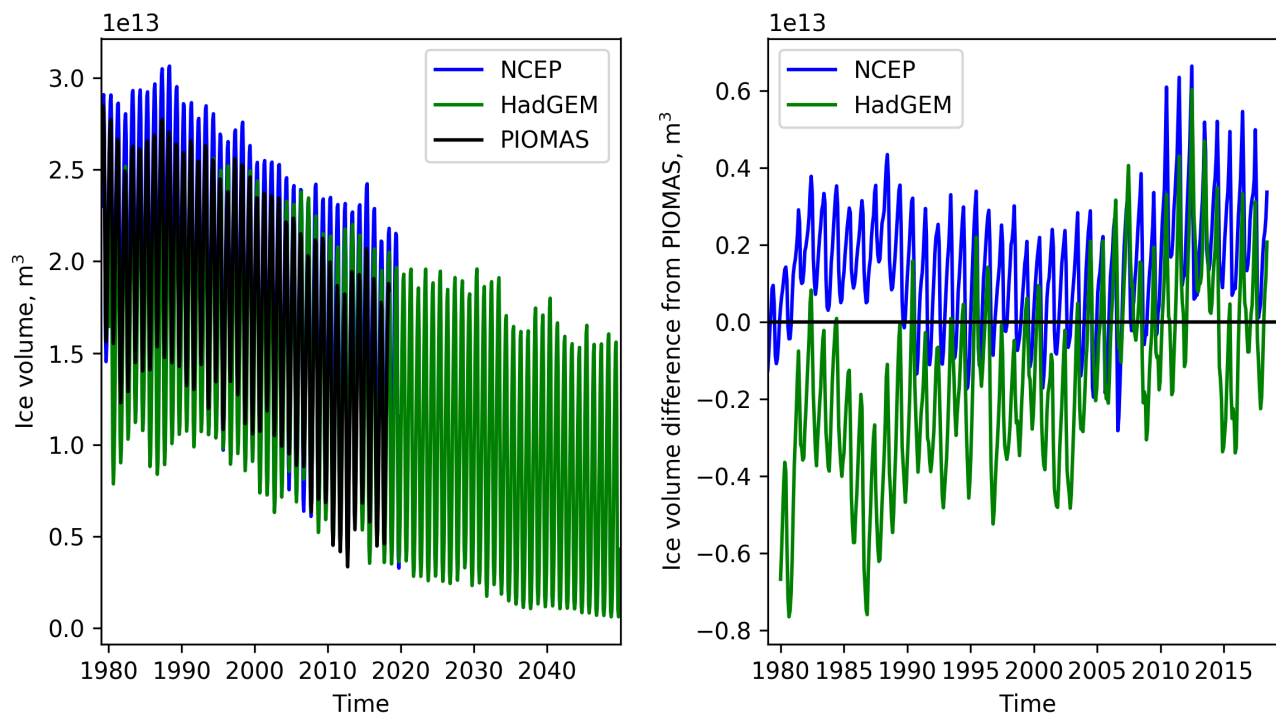 1e13
Ice volume, m³
3.0
2.5
2.0
1.5
1.0
0.5
0.0
NCEP
HadGEM
PIOMAS
1980 1990 2000 2010 2020 2030 2040
Time
1e13
Ice volume difference from PIOMAS, m³
0.6
0.4
0.2
0.0
−0.2
−0.4
−0.6
−0.8
NCEP
HadGEM
1980 1985 1990 1995 2000 2005 2010 2015
Time